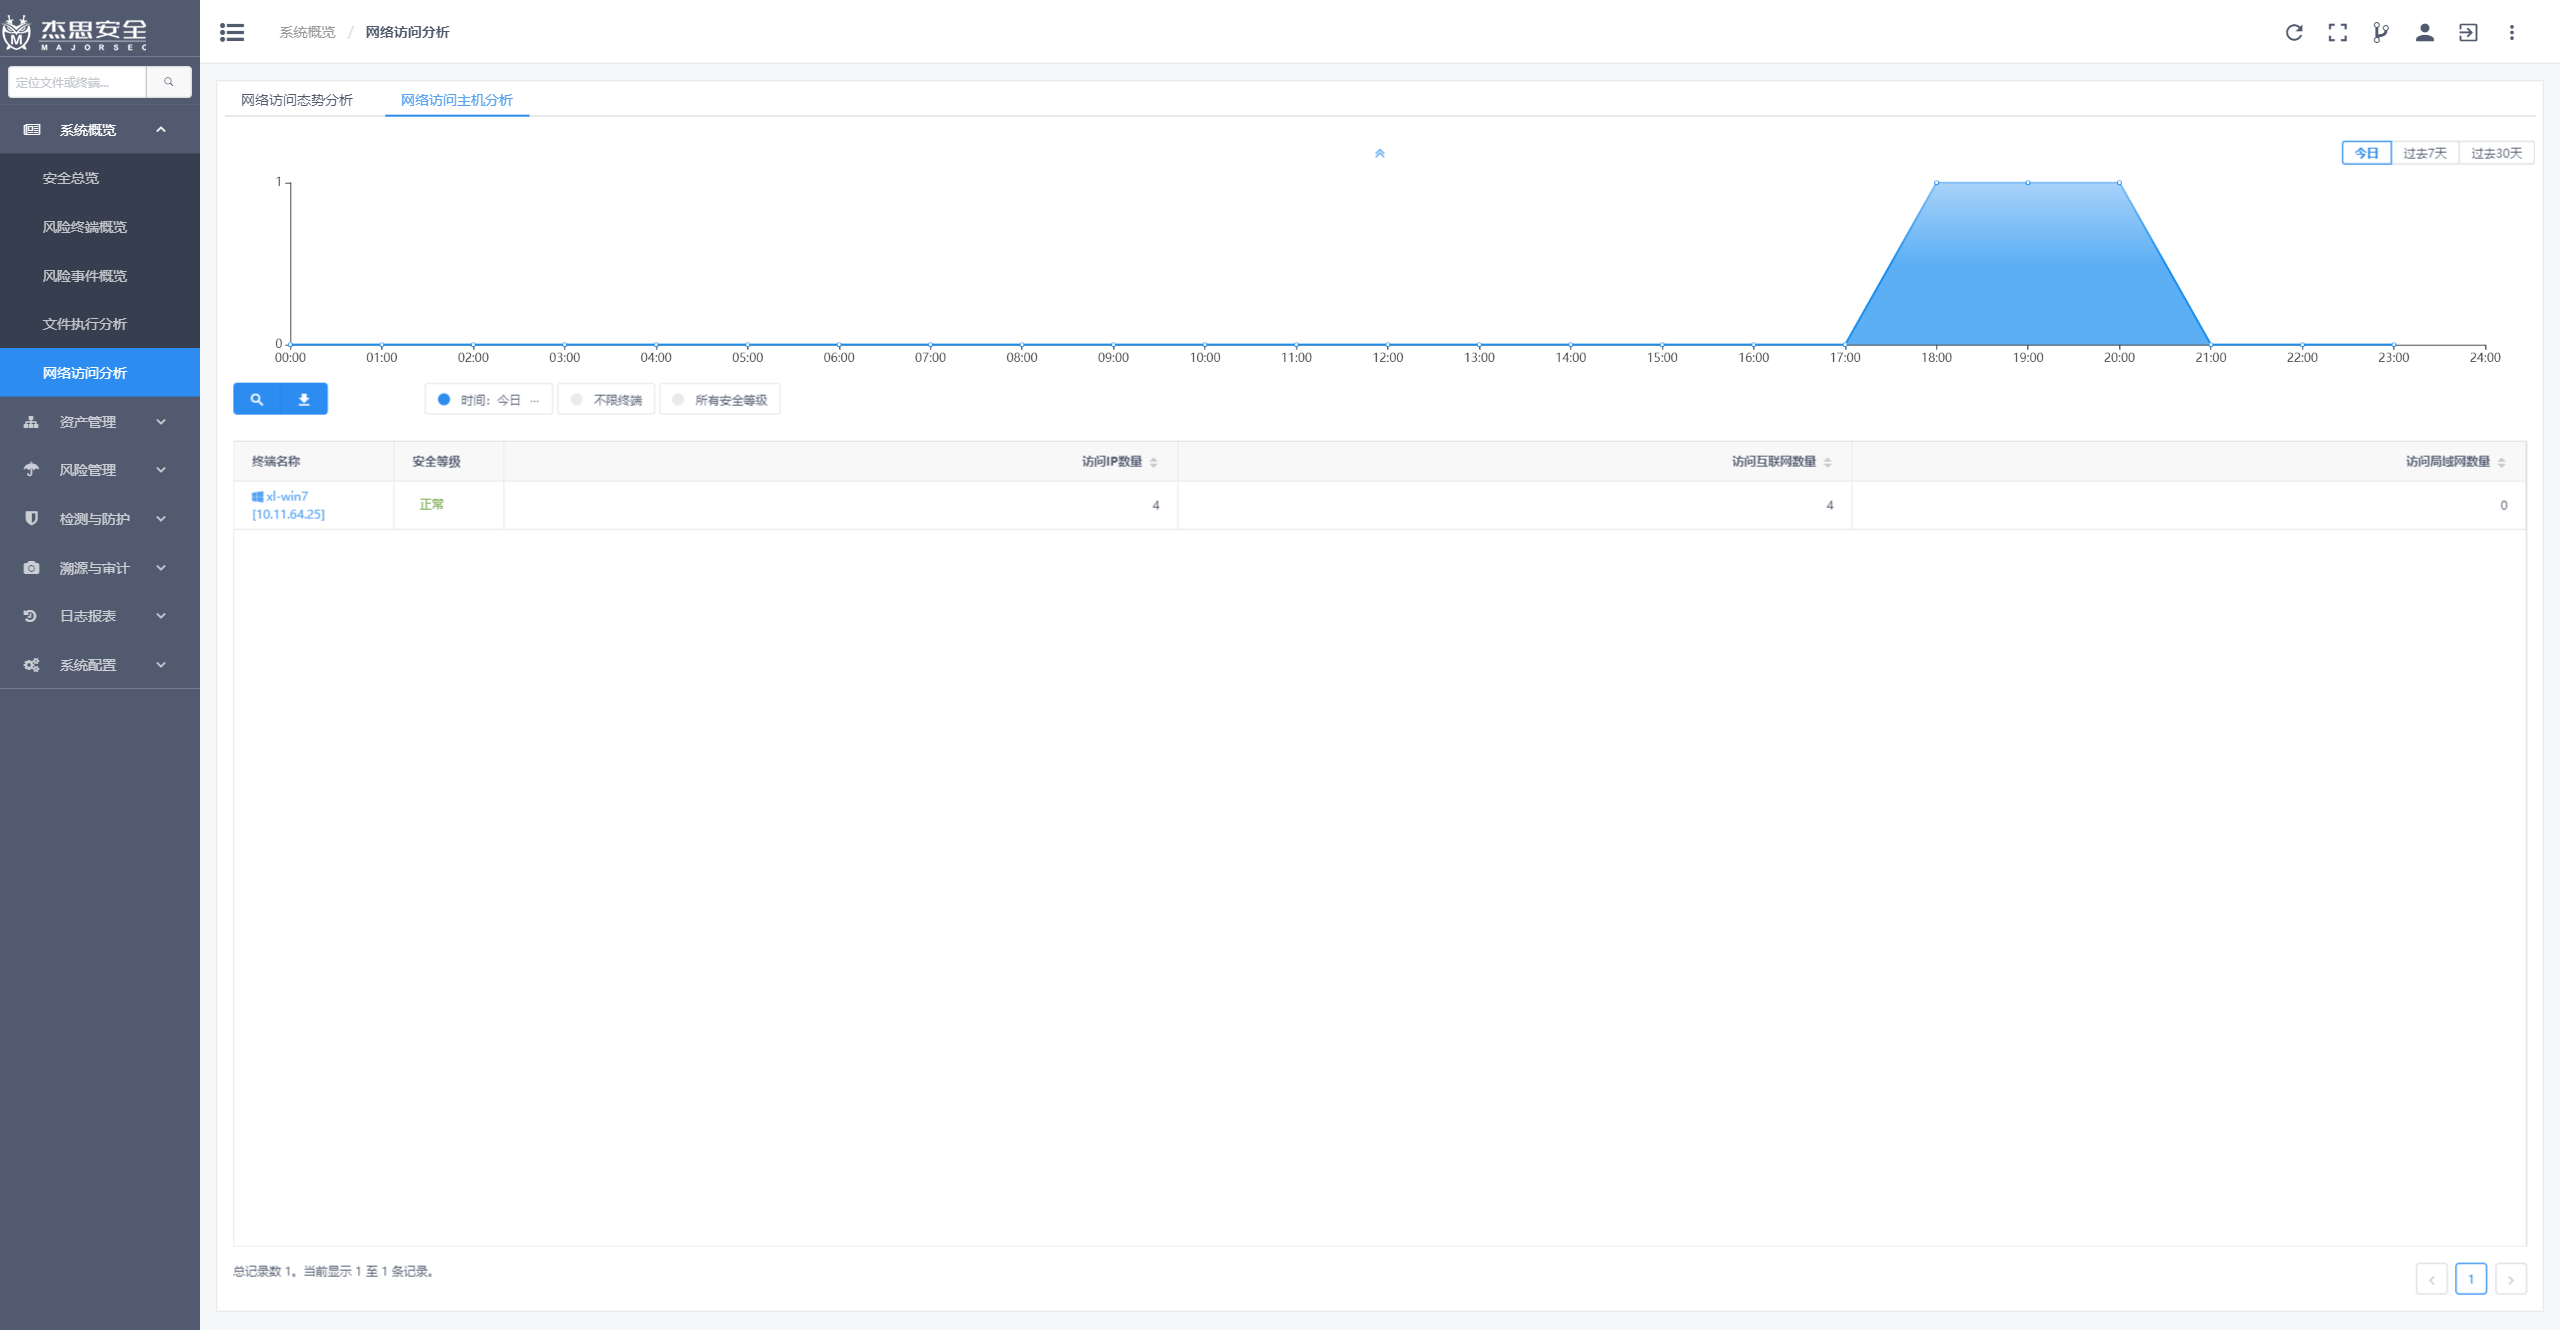 杰思安全
MAJORSEC
定位文件或终端...
系统概览
安全总览
风险终端概览
风险事件概览
文件执行分析
网络访问分析
资产管理
风险管理
检测与防护
溯源与审计
日志报表
系统配置
系统概览 / 网络访问分析
网络访问态势分析 网络访问主机分析
今日 过去7天 过去30天
1
0
00:00 01:00 02:00 03:00 04:00 05:00 06:00 07:00 08:00 09:00 10:00 11:00 12:00 13:00 14:00 15:00 16:00 17:00 18:00 19:00 20:00 21:00 22:00 23:00 24:00
时间：今日 ... 不限终端 所有安全等级
终端名称 安全等级 访问IP数量 访问互联网数量 访问局域网数量
xl-win7
[10.11.64.25] 正常 4 4 0
总记录数 1。当前显示 1 至 1 条记录。
1